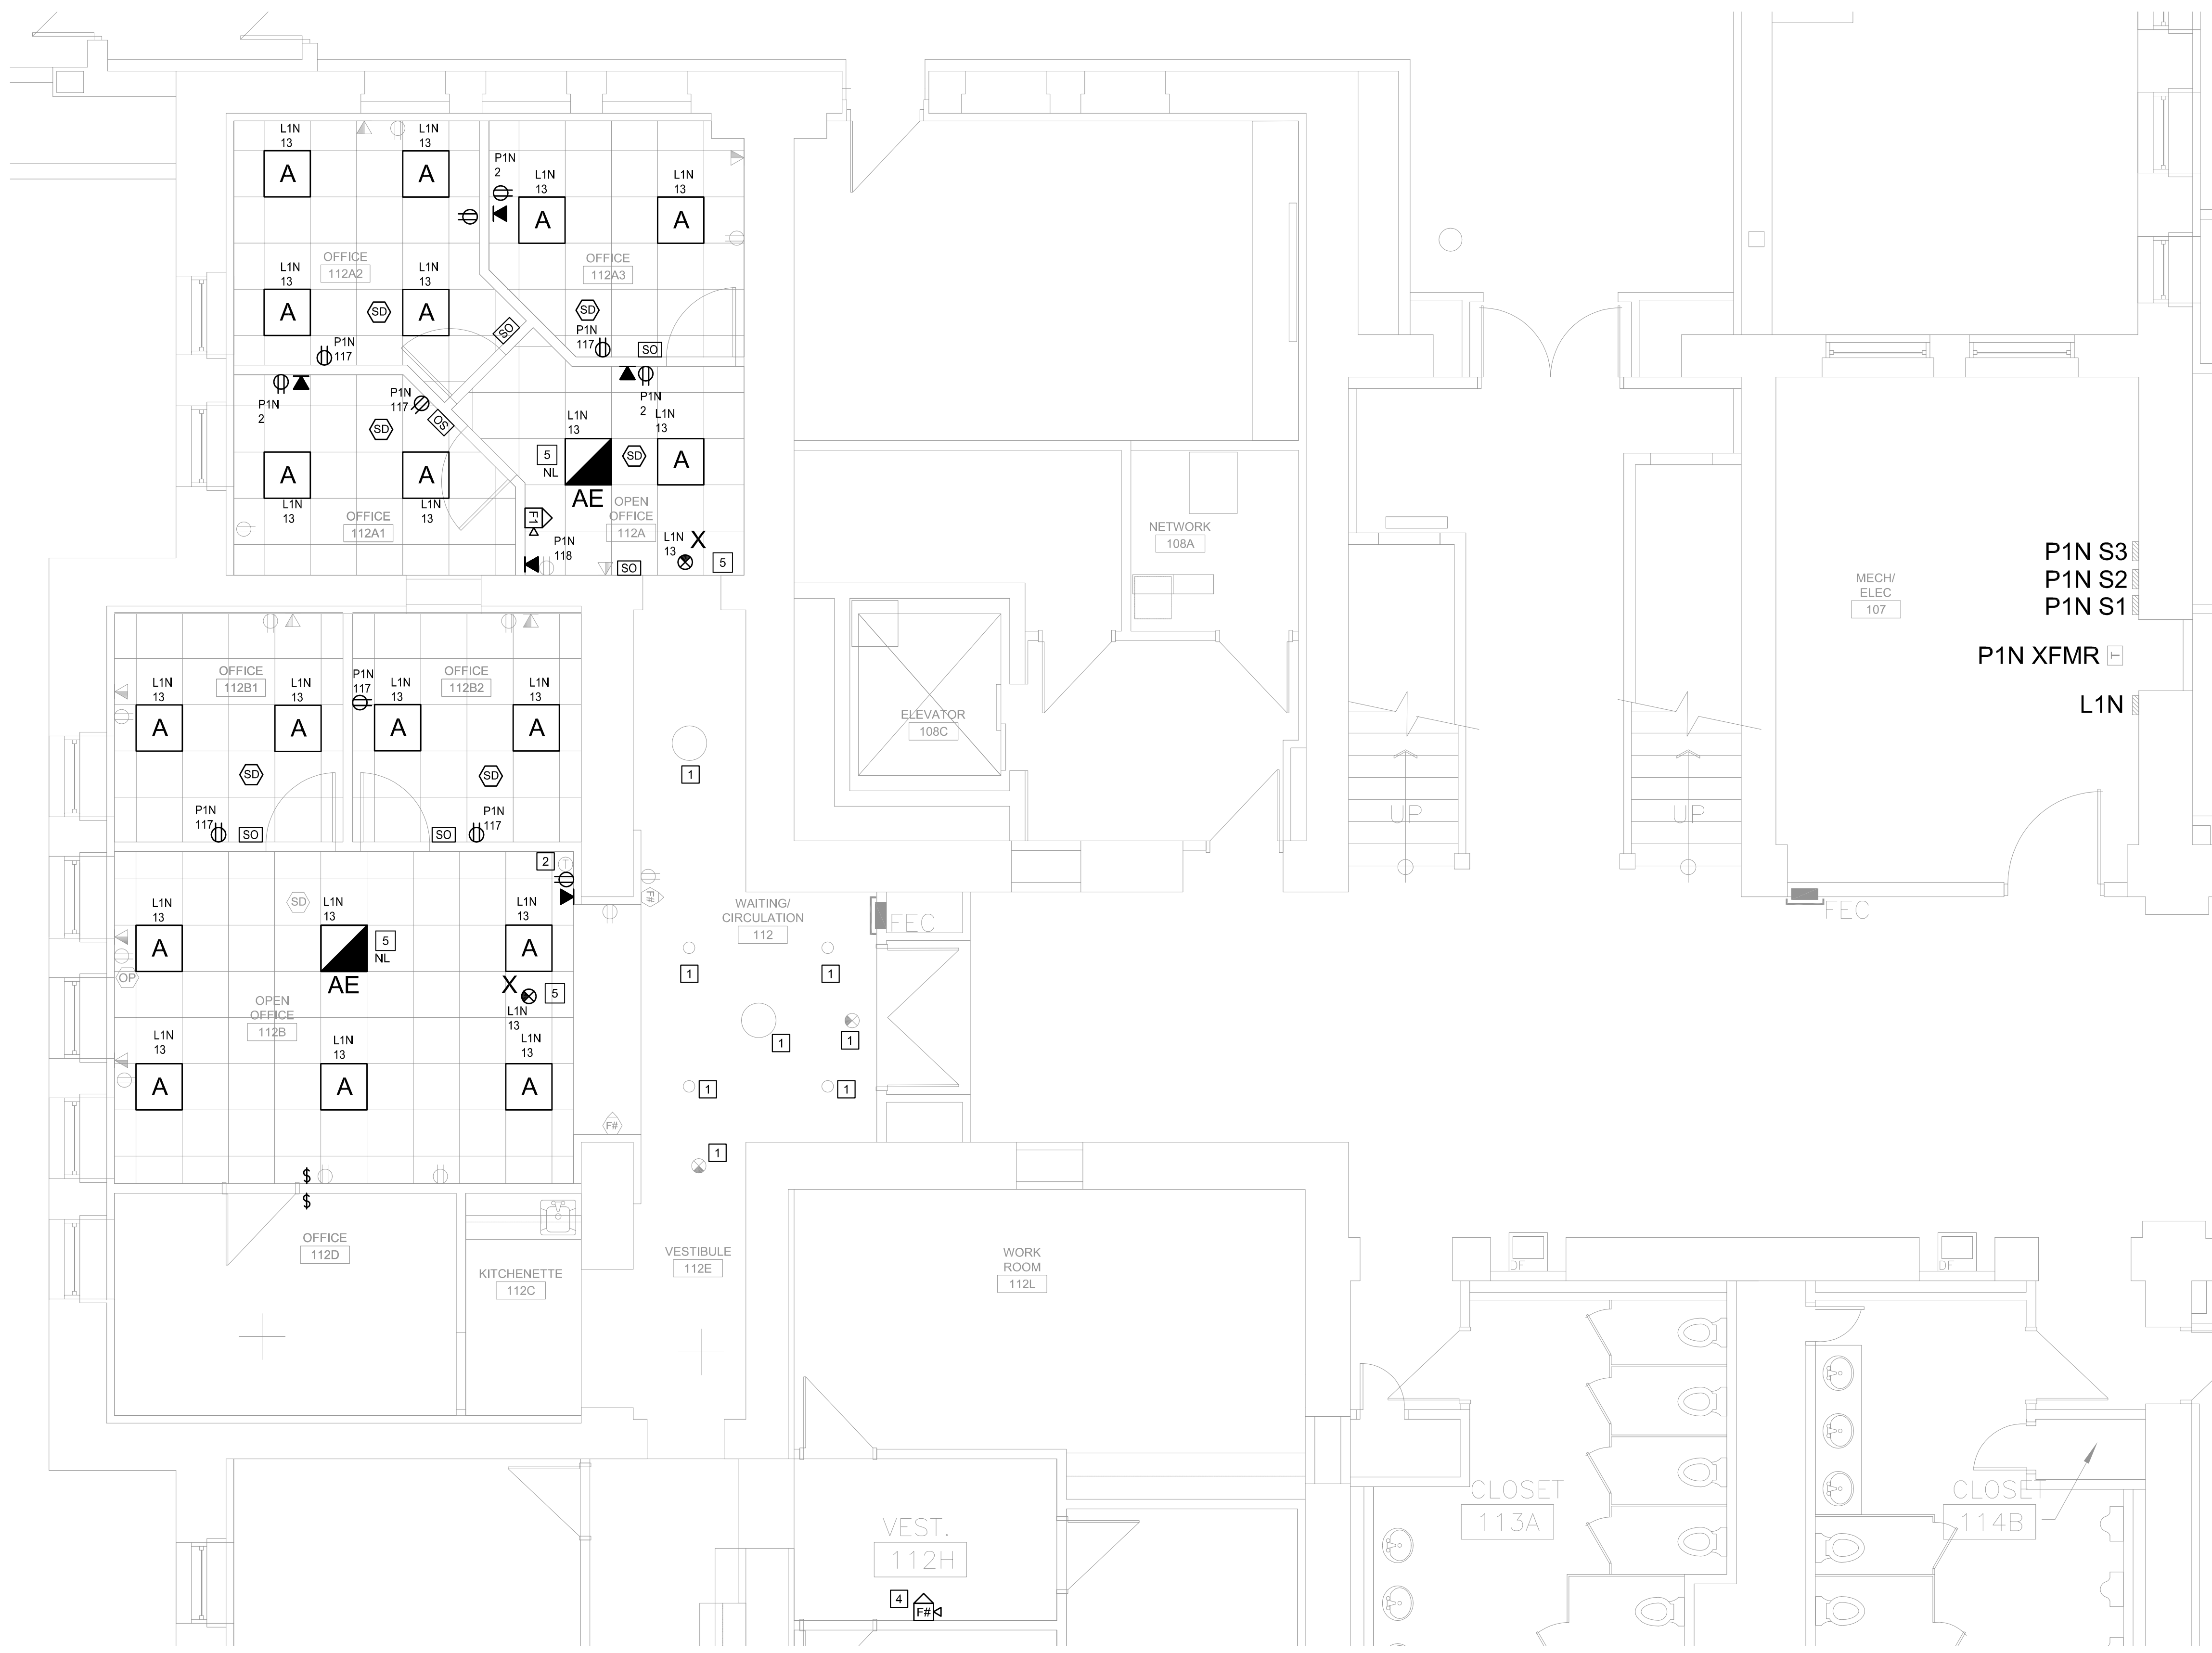 L1N
13
A
L1N
13
A
P1N
2
L1N
13
A
L1N
13
A
OFFICE
112A2
OFFICE
112A3
L1N
13
A
L1N
13
A
SD
SD
SO
P1N
117
P1N
117
SO
P1N
2
P1N
117
SO
SD
P1N
2
L1N
13
L1N
13
5
NL
AE
SD
A
A
L1N
13
A
L1N
13
OFFICE
112A1
OPEN
OFFICE
112A
F1
P1N
118
SO
L1N
13
X
5
NETWORK
108A
MECH/
ELEC
107
P1N S3
P1N S2
P1N S1
P1N XFMR
T
L1N
OFFICE
112B1
OFFICE
112B2
L1N
13
A
L1N
13
A
P1N
117
L1N
13
A
L1N
13
A
SD
SD
P1N
117
SO
SO
P1N
117
1
ELEVATOR
108C
UP
UP
2
T
F#
SD
L1N
13
A
L1N
13
AE
5
NL
L1N
13
A
OP
X
5
L1N
13
OPEN
OFFICE
112B
L1N
13
A
L1N
13
A
L1N
13
A
WAITING/
CIRCULATION
112
FEC
FEC
1
1
1
1
1
1
1
F#
$
$
OFFICE
112D
KITCHENETTE
112C
VESTIBULE
112E
WORK
ROOM
112L
DF
DF
CLOSET
113A
CLOSET
114B
VEST.
112H
4
F#